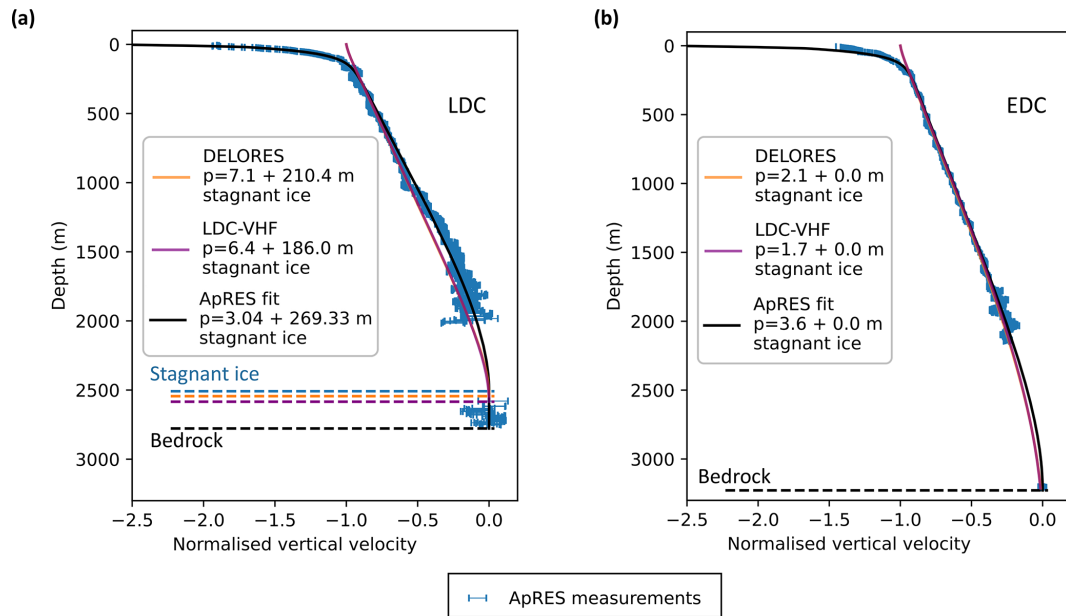 (a)
0
500
1000
1500
2000
2500
3000
Depth (m)
LDC
DELORES
p=7.1 + 210.4 m
stagnant ice
LDC-VHF
p=6.4 + 186.0 m
stagnant ice
ApRES fit
p=3.04 + 269.33 m
stagnant ice
Stagnant ice
Bedrock
−2.5 −2.0 −1.5 −1.0 −0.5 0.0
Normalised vertical velocity
(b)
0
500
1000
1500
2000
2500
3000
Depth (m)
EDC
DELORES
p=2.1 + 0.0 m
stagnant ice
LDC-VHF
p=1.7 + 0.0 m
stagnant ice
ApRES fit
p=3.6 + 0.0 m
stagnant ice
Bedrock
−2.5 −2.0 −1.5 −1.0 −0.5 0.0
Normalised vertical velocity
ApRES measurements